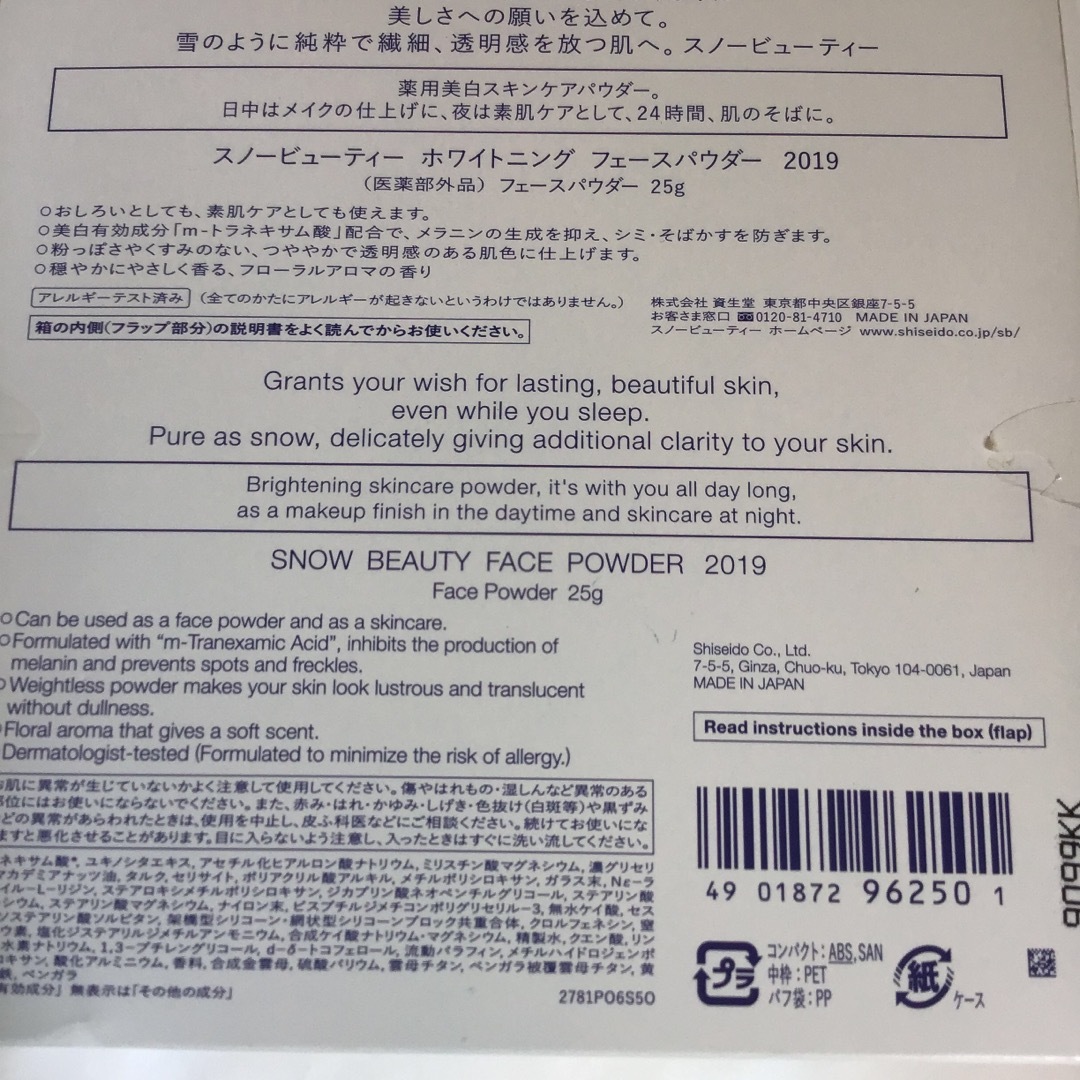 美しさへの願いを込めて。
雪のように純粋で繊細、透明感を放つ肌へ。スノービューティー
薬用美白スキンケアパウダー。
日中はメイクの仕上げに、夜は素肌ケアとして、24時間、肌のそばに。
スノービューティー ホワイトニング フェースパウダー 2019
（医薬部外品）フェースパウダー 25g
○おしろいとしても、素肌ケアとしても使えます。
○美白有効成分「m-トラネキサム酸」配合で、メラニンの生成を抑え、シミ・そばかすを防ぎます。
○粉っぽさやくすみのない、つややかで透明感のある肌色に仕上げます。
○穏やかにやさしく香る、フローラルアロマの香り
アレルギーテスト済み （全てのかたにアレルギーが起きないというわけではありません。）
箱の内側（フラップ部分）の説明書をよく読んでからお使いください。
株式会社 資生堂 東京都中央区銀座7-5-5
お客さま窓口 0120-81-4710 MADE IN JAPAN
スノービューティー ホームページ www.shiseido.co.jp/sb/
Grants your wish for lasting, beautiful skin,
even while you sleep.
Pure as snow, delicately giving additional clarity to your skin.
Brightening skincare powder, it's with you all day long,
as a makeup finish in the daytime and skincare at night.
SNOW BEAUTY FACE POWDER 2019
Face Powder 25g
○Can be used as a face powder and as a skincare.
○Formulated with “m-Tranexamic Acid”, inhibits the production of
melanin and prevents spots and freckles.
○Weightless powder makes your skin look lustrous and translucent
without dullness.
Floral aroma that gives a soft scent.
Dermatologist-tested (Formulated to minimize the risk of allergy.)
Shiseido Co., Ltd.
7-5-5, Ginza, Chuo-ku, Tokyo 104-0061, Japan
MADE IN JAPAN
Read instructions inside the box (flap)
肌に異常が生じていないかよく注意して使用してください。傷やはれもの・湿しんなど異常のある
部位にはお使いにならないでください。また、赤み・はれ・かゆみ・しげき・色抜け（白斑等）や黒ずみ
どの異常があらわれたときは、使用を中止し、皮ふ科医などにご相談ください。続けてお使いにな
ますと悪化させることがあります。目に入らないよう注意し、入ったときはすぐに洗い流してください。
ネキサム酸*、ユキノシタエキス、アセチル化ヒアルロン酸ナトリウム、ミリスチン酸マグネシウム、濃グリセリ
マカデミアナッツ油、タルク、セリサイト、ポリアクリル酸アルキル、メチルポリシロキサン、ガラス末、Nε-ラ
イルーL-リジン、ステアロキシメチルポリシロキサン、ジカプリン酸ネオペンチルグリコール、ステアリン酸
シウム、ステアリン酸マグネシウム、ナイロン末、ビスブチルジメチコンポリグリセリル-3、無水ケイ酸、セス
ソステアリン酸ソルビタン、架橋型シリコーン・網状型シリコーンブロック共重合体、クロルフェネシン、窒
ウ素、塩化ジステアリルジメチルアンモニウム、合成ケイ酸ナトリウム・マグネシウム、精製水、クエン酸、リン
水素ナトリウム、1,3-ブチレングリコール、d-δ-トコフェロール、流動パラフィン、メチルハイドロジェンポ
ロキサン、酸化アルミニウム、香料、合成金雲母、硫酸バリウム、雲母チタン、ベンガラ被覆雲母チタン、黄
鉄、ベンガラ
有効成分」 無表示は「その他の成分」
2781P06S50
49 01872 96250 1
9099KK
プラ
コンパクト：ABS,SAN
中枠：PET
パフ袋：PP
紙
ケース